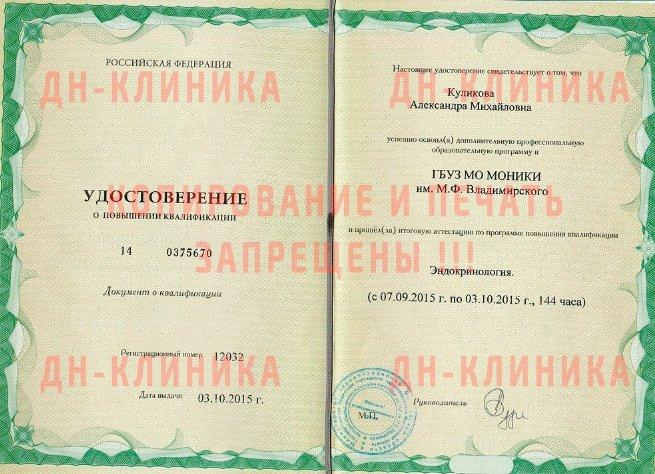 РОССИЙСКАЯ ФЕДЕРАЦИЯ
ДН-КЛИНИКА
УДОСТОВЕРЕНИЕ
О ПОВЫШЕНИИ КВАЛИФИКАЦИИ
14 0375670
Документ о квалификации
Регистрационный номер 12032
ДН-КЛИНИКА
Дата выдачи 03.10.2015 г.
Настоящее удостоверение свидетельствует о том, что
ДН-КЛИНИКА
Куликова
Александра Михайловна
успешно освоил(а) дополнительную профессиональную
образовательную программу в
ГБУЗ МО МОНИКИ
им. М.Ф. Владимирского
КОПИРОВАНИЕ И ПЕЧАТЬ
и прошёл(ла) итоговую аттестацию по программе повышения квалификации
ЗАПРЕЩЕНЫ !!!
Эндокринология.
(с 07.09.2015 г. по 03.10.2015 г., 144 часа)
ДН-КЛИНИКА
Руководитель
М.П.